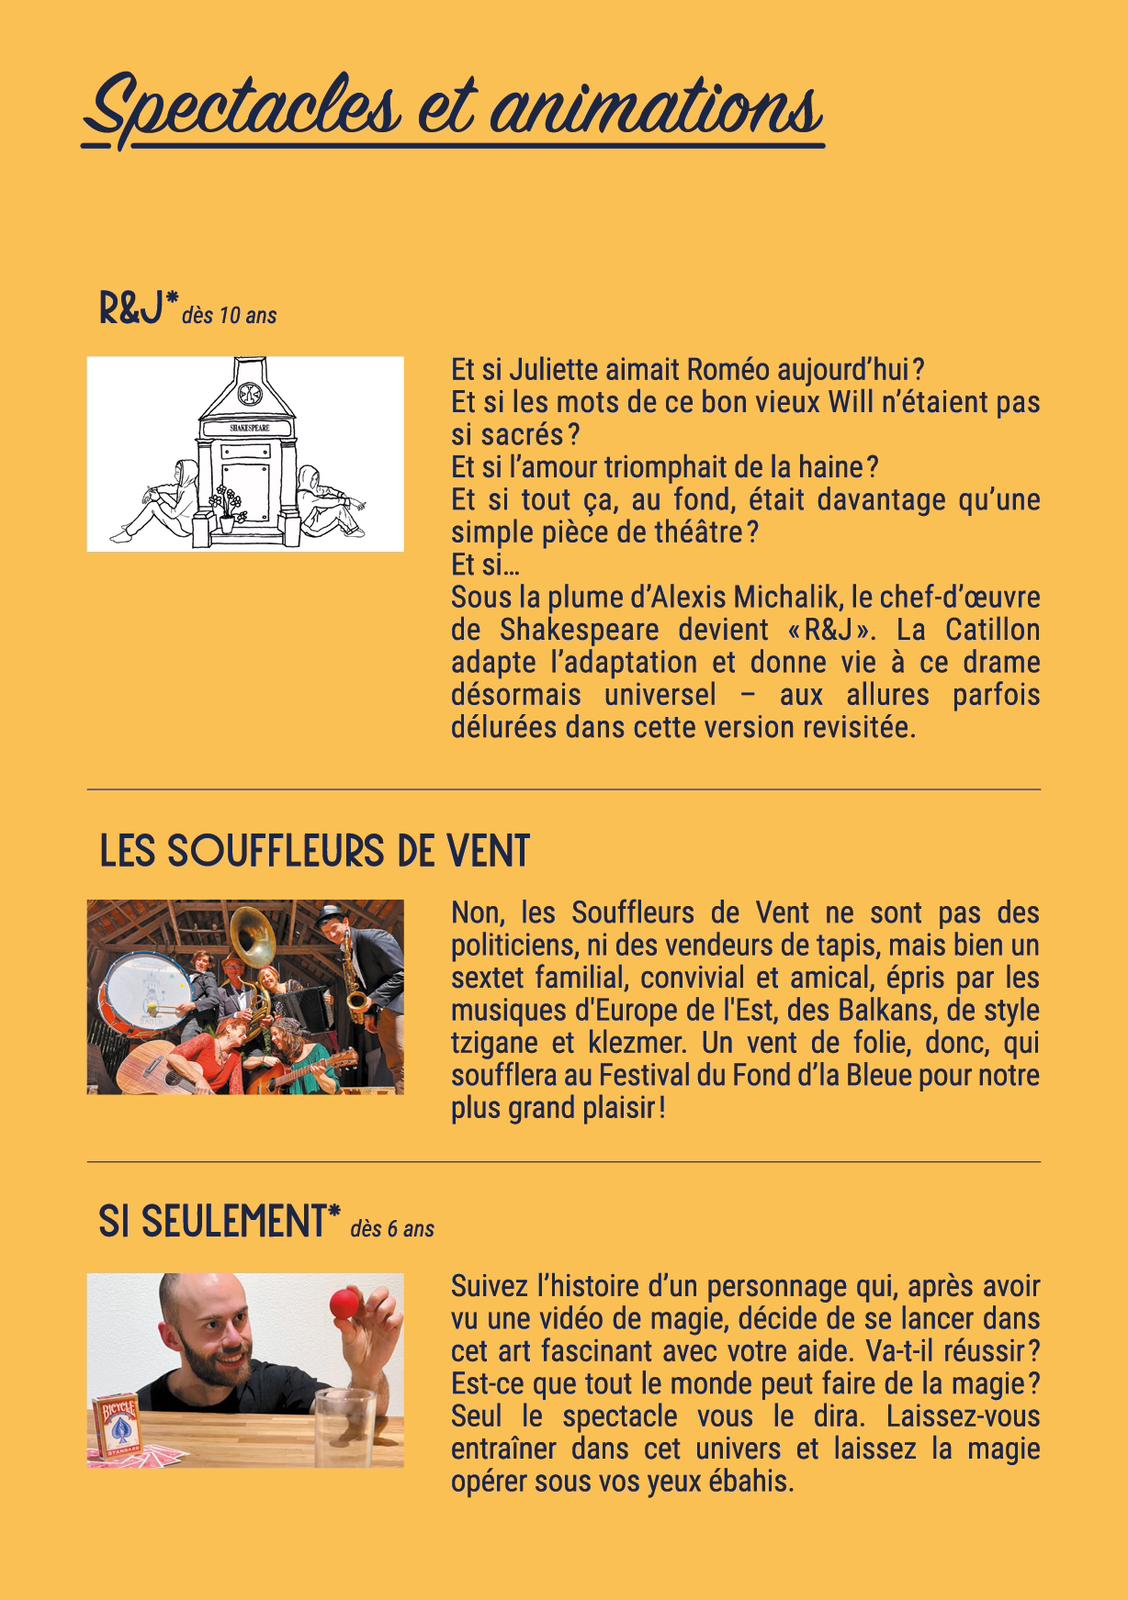 Spectacles et animations
R&J* dès 10 ans
SHAKESPEARE
Et si Juliette aimait Roméo aujourd’hui ?
Et si les mots de ce bon vieux Will n’étaient pas
si sacrés ?
Et si l’amour triomphait de la haine ?
Et si tout ça, au fond, était davantage qu’une
simple pièce de théâtre ?
Et si…
Sous la plume d’Alexis Michalik, le chef-d’œuvre
de Shakespeare devient « R&J ». La Catillon
adapte l’adaptation et donne vie à ce drame
désormais universel – aux allures parfois
délurées dans cette version revisitée.
LES SOUFFLEURS DE VENT
Non, les Souffleurs de Vent ne sont pas des
politiciens, ni des vendeurs de tapis, mais bien un
sextet familial, convivial et amical, épris par les
musiques d'Europe de l'Est, des Balkans, de style
tzigane et klezmer. Un vent de folie, donc, qui
soufflera au Festival du Fond d’la Bleue pour notre
plus grand plaisir !
SI SEULEMENT* dès 6 ans
BICYCLE
STANDARD
Suivez l’histoire d’un personnage qui, après avoir
vu une vidéo de magie, décide de se lancer dans
cet art fascinant avec votre aide. Va-t-il réussir ?
Est-ce que tout le monde peut faire de la magie ?
Seul le spectacle vous le dira. Laissez-vous
entraîner dans cet univers et laissez la magie
opérer sous vos yeux ébahis.